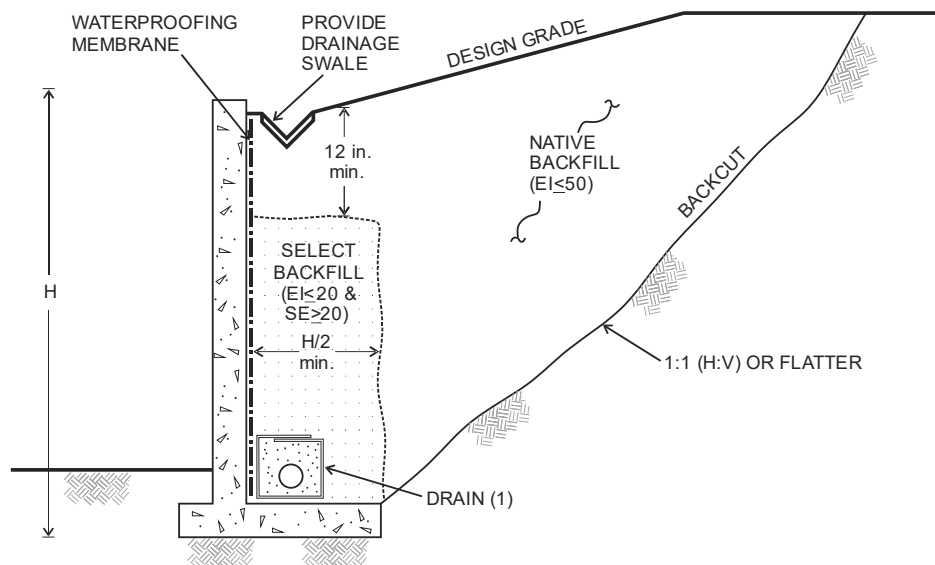 WATERPROOFING
MEMBRANE
PROVIDE
DRAINAGE
SWALE
DESIGN GRADE
12 in.
min.
NATIVE
BACKFILL
(EI≤50)
BACKCUT
SELECT
BACKFILL
(EI≤20 &
SE≥20)
H
H/2
min.
1:1 (H:V) OR FLATTER
DRAIN (1)